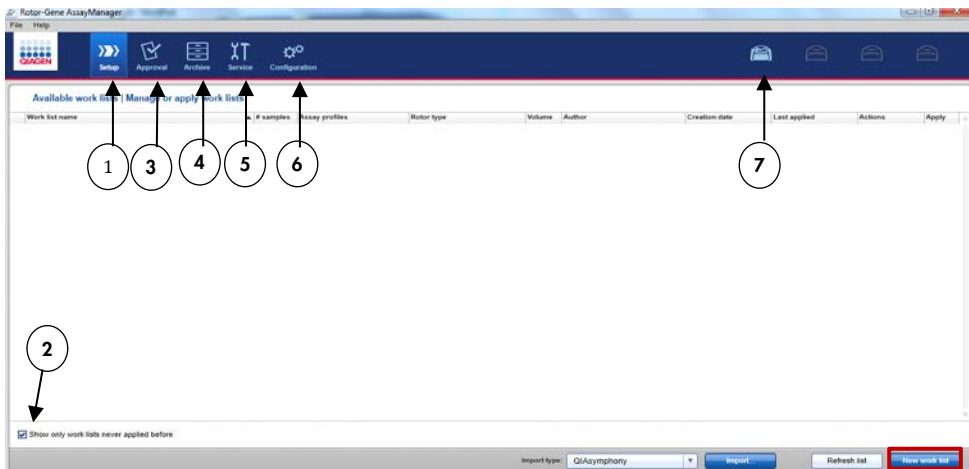 Rotor-Gene AssayManager
File Help
QIAGEN
Setup Approval Archive Service Configuration
Available work lists | Manage or apply work lists
Work list name # samples Assay profiles Rotor type Volume Author Creation date Last applied Actions Apply
1 3 4 5 6 7
2
Show only work lists never applied before
Import type: QIAsymphony Import... Refresh list New work list